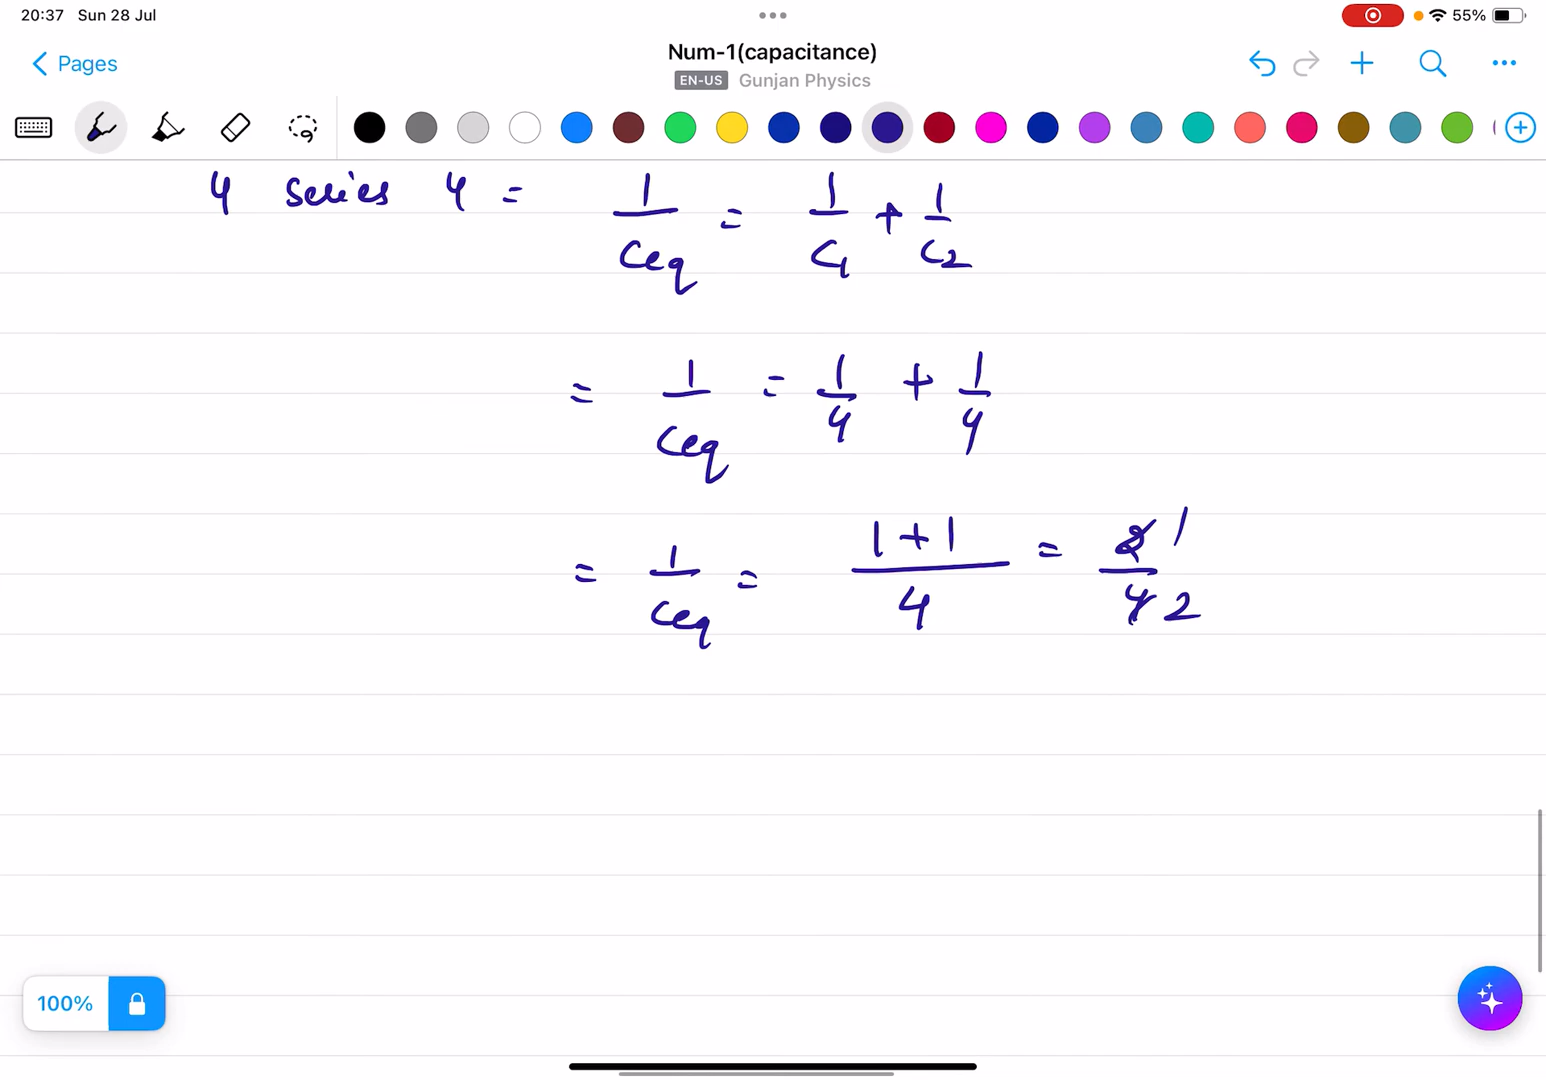 20:37 Sun 28 Jul
55%
Pages
Num-1(capacitance)
EN-US Gunjan Physics
4 series 4 = 1/Ceq = 1/C1 + 1/C2
= 1/Ceq = 1/4 + 1/4
= 1/Ceq = 1+1/4 = 2 1/4 2
100%